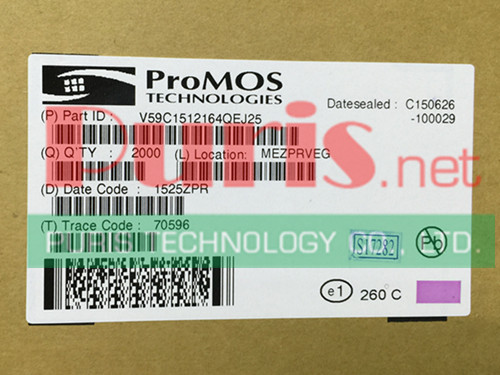 ProMOS
TECHNOLOGIES
Datesealed : C150626
-100029
(P) Part ID : V59C1512164QEJ25
(Q) Q'TY : 2000 (L) Location: MEZPRVEG
(D) Date Code : 1525ZPR
(T) Trace Code : 70596
S17282
Pb
e1 260 C
Puris.net
PURIS TECHNOLOGY CO., LTD.